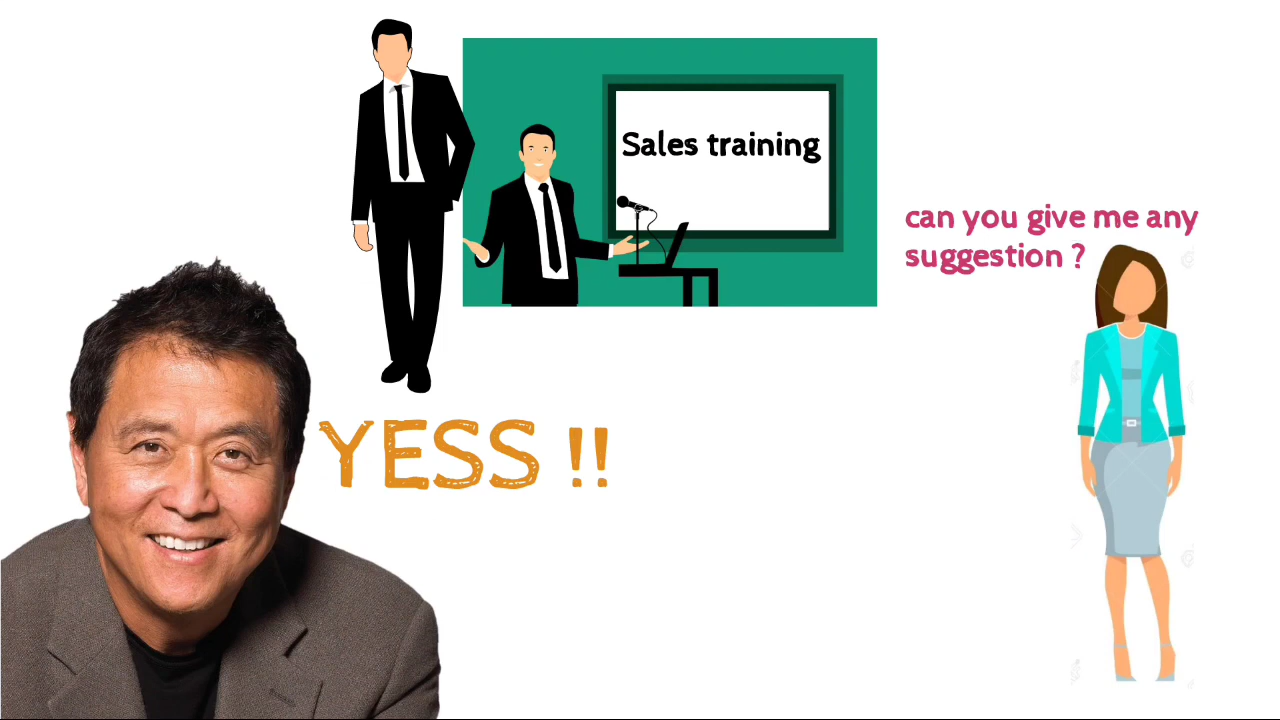 Sales training
can you give me any
suggestion ?
YESS !!